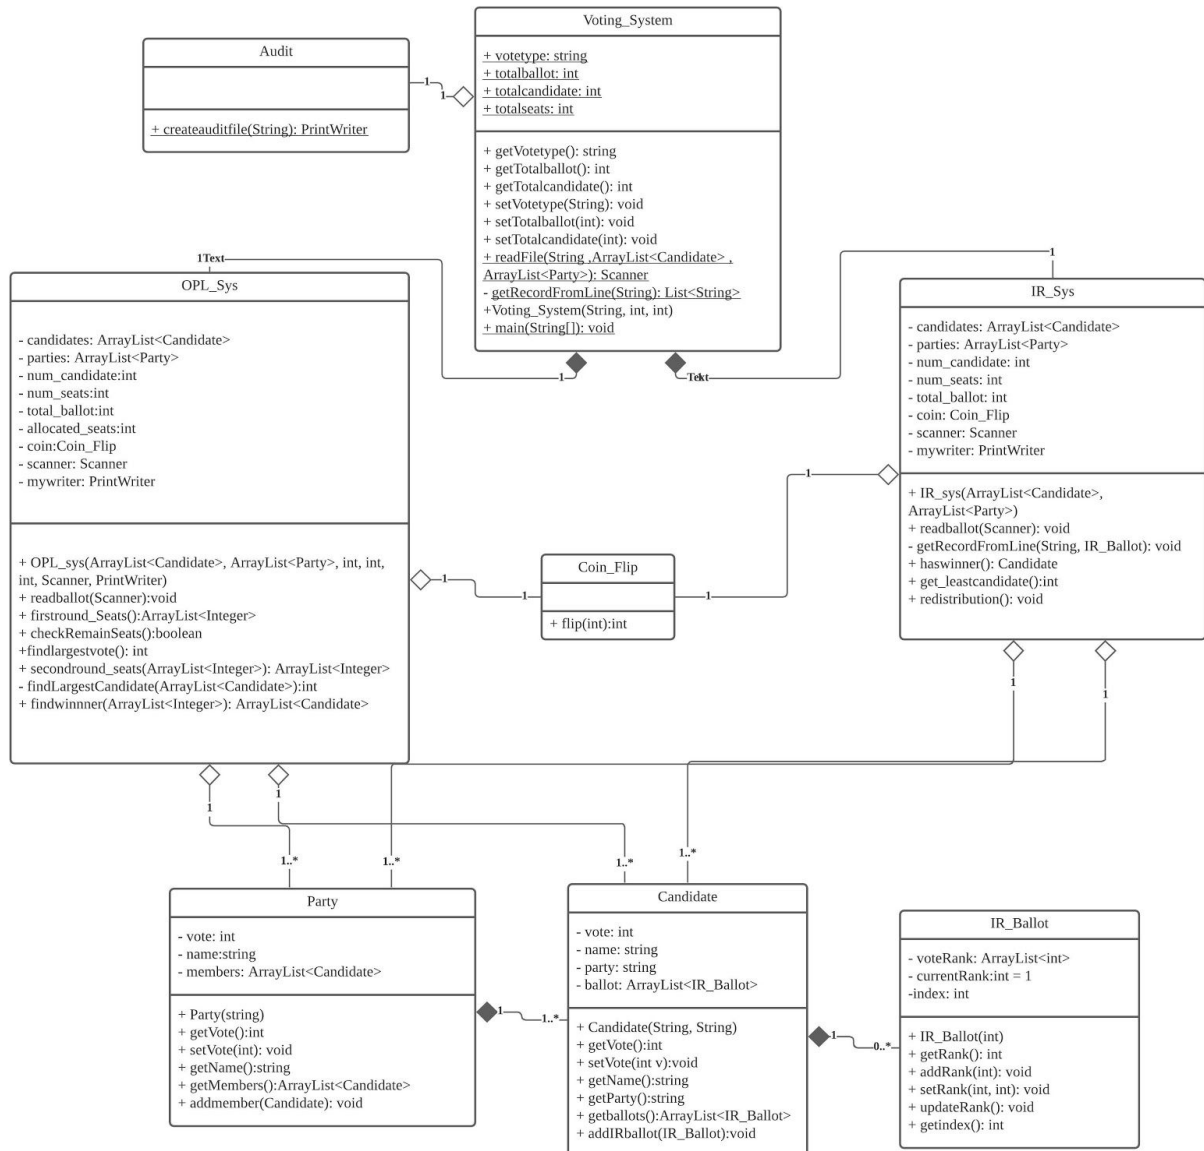 Voting_System
+ votetype: string
+ totalballot: int
+ totalcandidate: int
+ totalseats: int
+ getVotetype(): string
+ getTotalballot(): int
+ getTotalcandidate(): int
+ setVotetype(String): void
+ setTotalballot(int): void
+ setTotalcandidate(int): void
+ readFile(String ,ArrayList<Candidate> ,
ArrayList<Party>): Scanner
- getRecordFromLine(String): List<String>
+Voting_System(String, int, int)
+ main(String[]): void
Audit
+ createauditfile(String): PrintWriter
1
1
1Text
1
1
Text
OPL_Sys
- candidates: ArrayList<Candidate>
- parties: ArrayList<Party>
- num_candidate:int
- num_seats:int
- total_ballot:int
- allocated_seats:int
- coin:Coin_Flip
- scanner: Scanner
- mywriter: PrintWriter
+ OPL_sys(ArrayList<Candidate>, ArrayList<Party>, int, int,
int, Scanner, PrintWriter)
+ readballot(Scanner):void
+ firstround_Seats():ArrayList<Integer>
+ checkRemainSeats():boolean
+findlargestvote(): int
+ secondround_seats(ArrayList<Integer>): ArrayList<Integer>
- findLargestCandidate(ArrayList<Candidate>):int
+ findwinnner(ArrayList<Integer>): ArrayList<Candidate>
IR_Sys
- candidates: ArrayList<Candidate>
- parties: ArrayList<Party>
- num_candidate: int
- num_seats: int
- total_ballot: int
- coin: Coin_Flip
- scanner: Scanner
- mywriter: PrintWriter
+ IR_sys(ArrayList<Candidate>,
ArrayList<Party>)
+ readballot(Scanner): void
- getRecordFromLine(String, IR_Ballot): void
+ haswinner(): Candidate
+ get_leastcandidate():int
+ redistribution(): void
Coin_Flip
+ flip(int):int
1
1
1
1
1
1
1
1
1..*
1..*
1..*
1..*
Party
- vote: int
- name:string
- members: ArrayList<Candidate>
+ Party(string)
+ getVote():int
+ setVote(int): void
+ getName():string
+ getMembers():ArrayList<Candidate>
+ addmember(Candidate): void
1
1..*
Candidate
- vote: int
- name: string
- party: string
- ballot: ArrayList<IR_Ballot>
+ Candidate(String, String)
+ getVote():int
+ setVote(int v):void
+ getName():string
+ getParty():string
+ getballots():ArrayList<IR_Ballot>
+ addIRballot(IR_Ballot):void
1
0..*
IR_Ballot
- voteRank: ArrayList<int>
- currentRank:int = 1
-index: int
+ IR_Ballot(int)
+ getRank(): int
+ addRank(int): void
+ setRank(int, int): void
+ updateRank(): void
+ getindex(): int